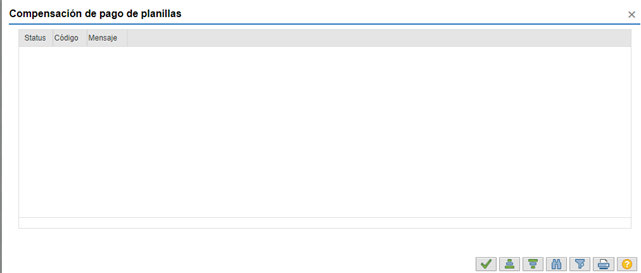 Compensación de pago de planillas
Status Código Mensaje